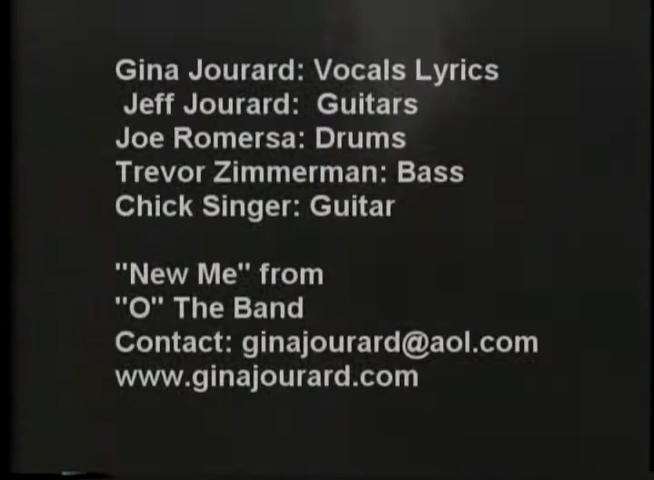 Gina Jourard: Vocals Lyrics
Jeff Jourard: Guitars
Joe Romersa: Drums
Trevor Zimmerman: Bass
Chick Singer: Guitar
"New Me" from
"O" The Band
Contact: ginajourard@aol.com
www.ginajourard.com